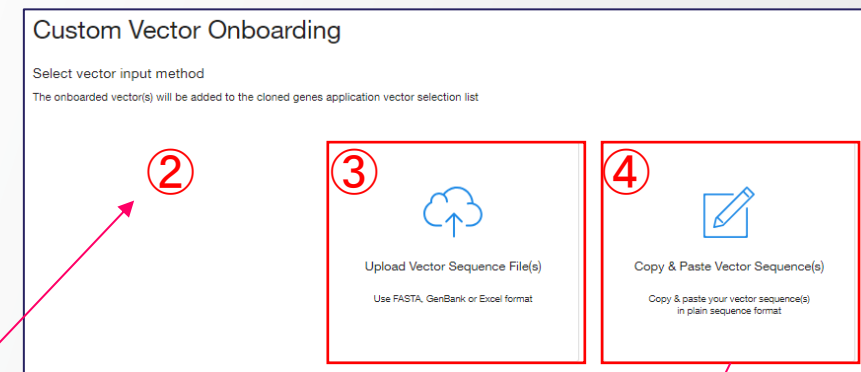 Custom Vector Onboarding
Select vector input method
The onboarded vector(s) will be added to the cloned genes application vector selection list
②
③
Upload Vector Sequence File(s)
Use FASTA, GenBank or Excel format
④
Copy & Paste Vector Sequence(s)
Copy & paste your vector sequence(s)
in plain sequence format